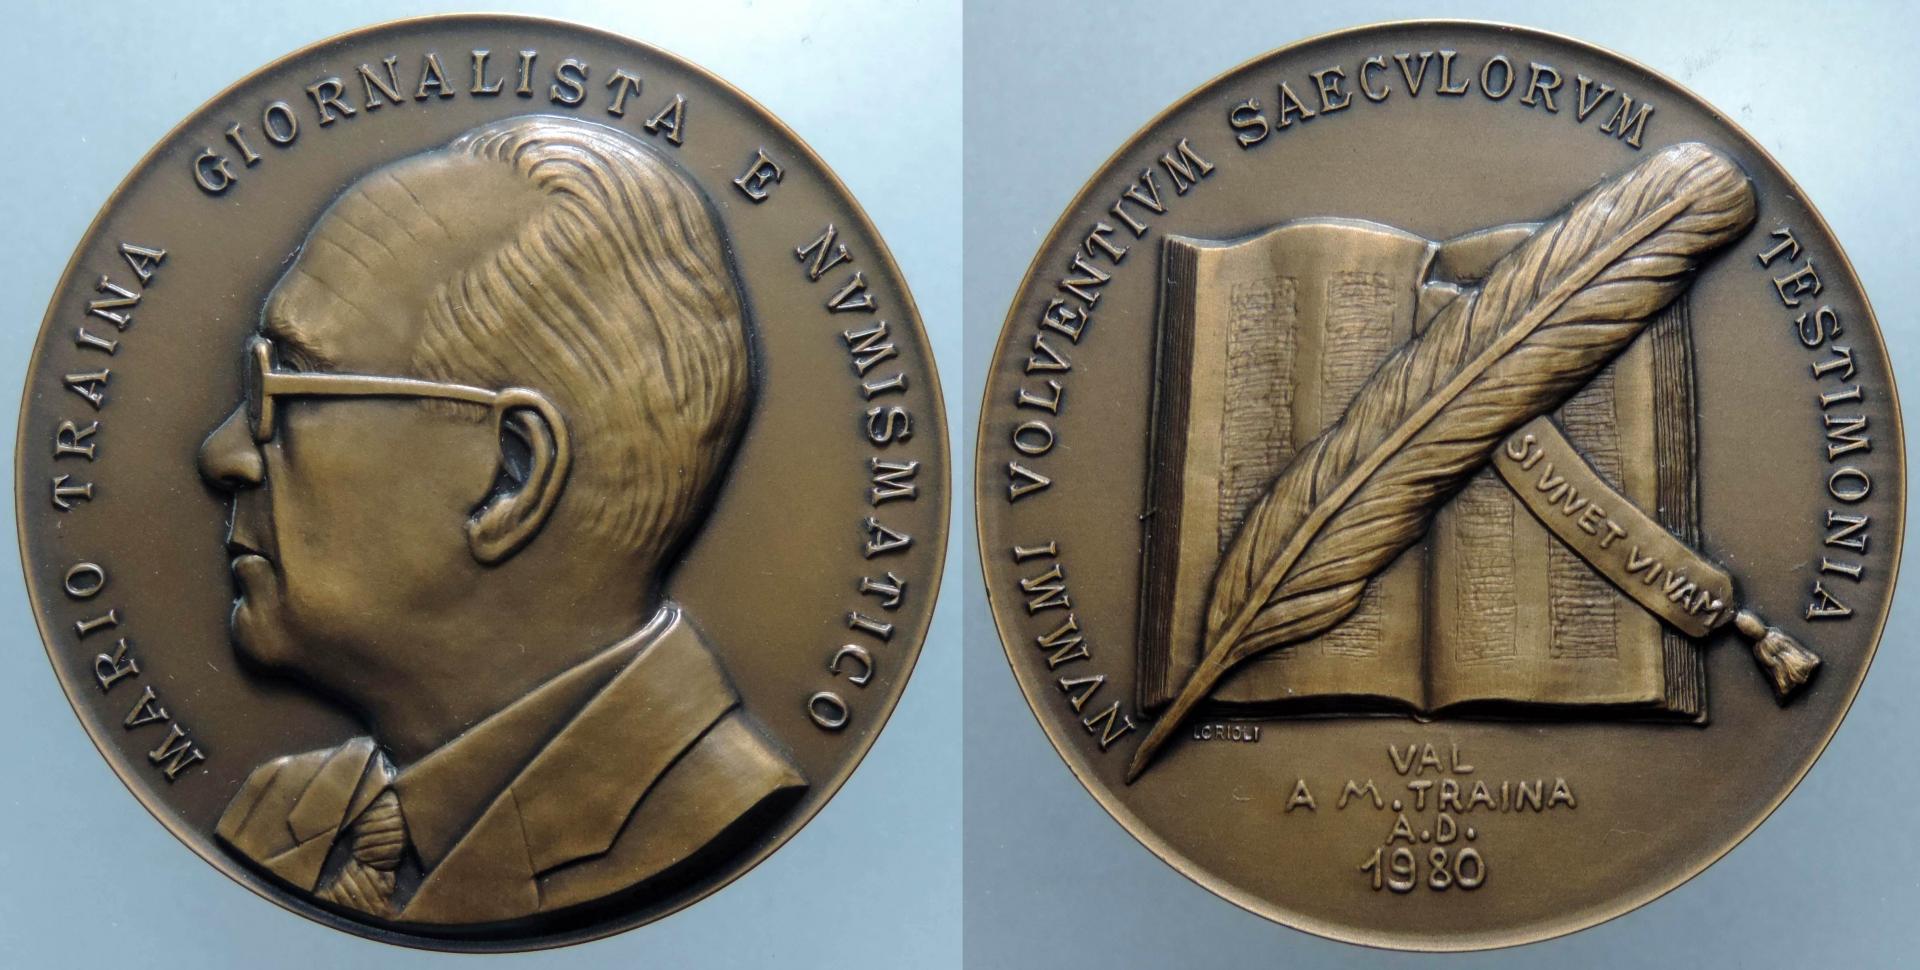 MARIO TRAINA GIORNALISTA E NVMISMATICO
NVMMI VOLVENTIVM SAECVLORVM TESTIMONIA
SI VIVET VIVAM
LORIOLI
VAL
A M. TRAINA
A.D.
1980